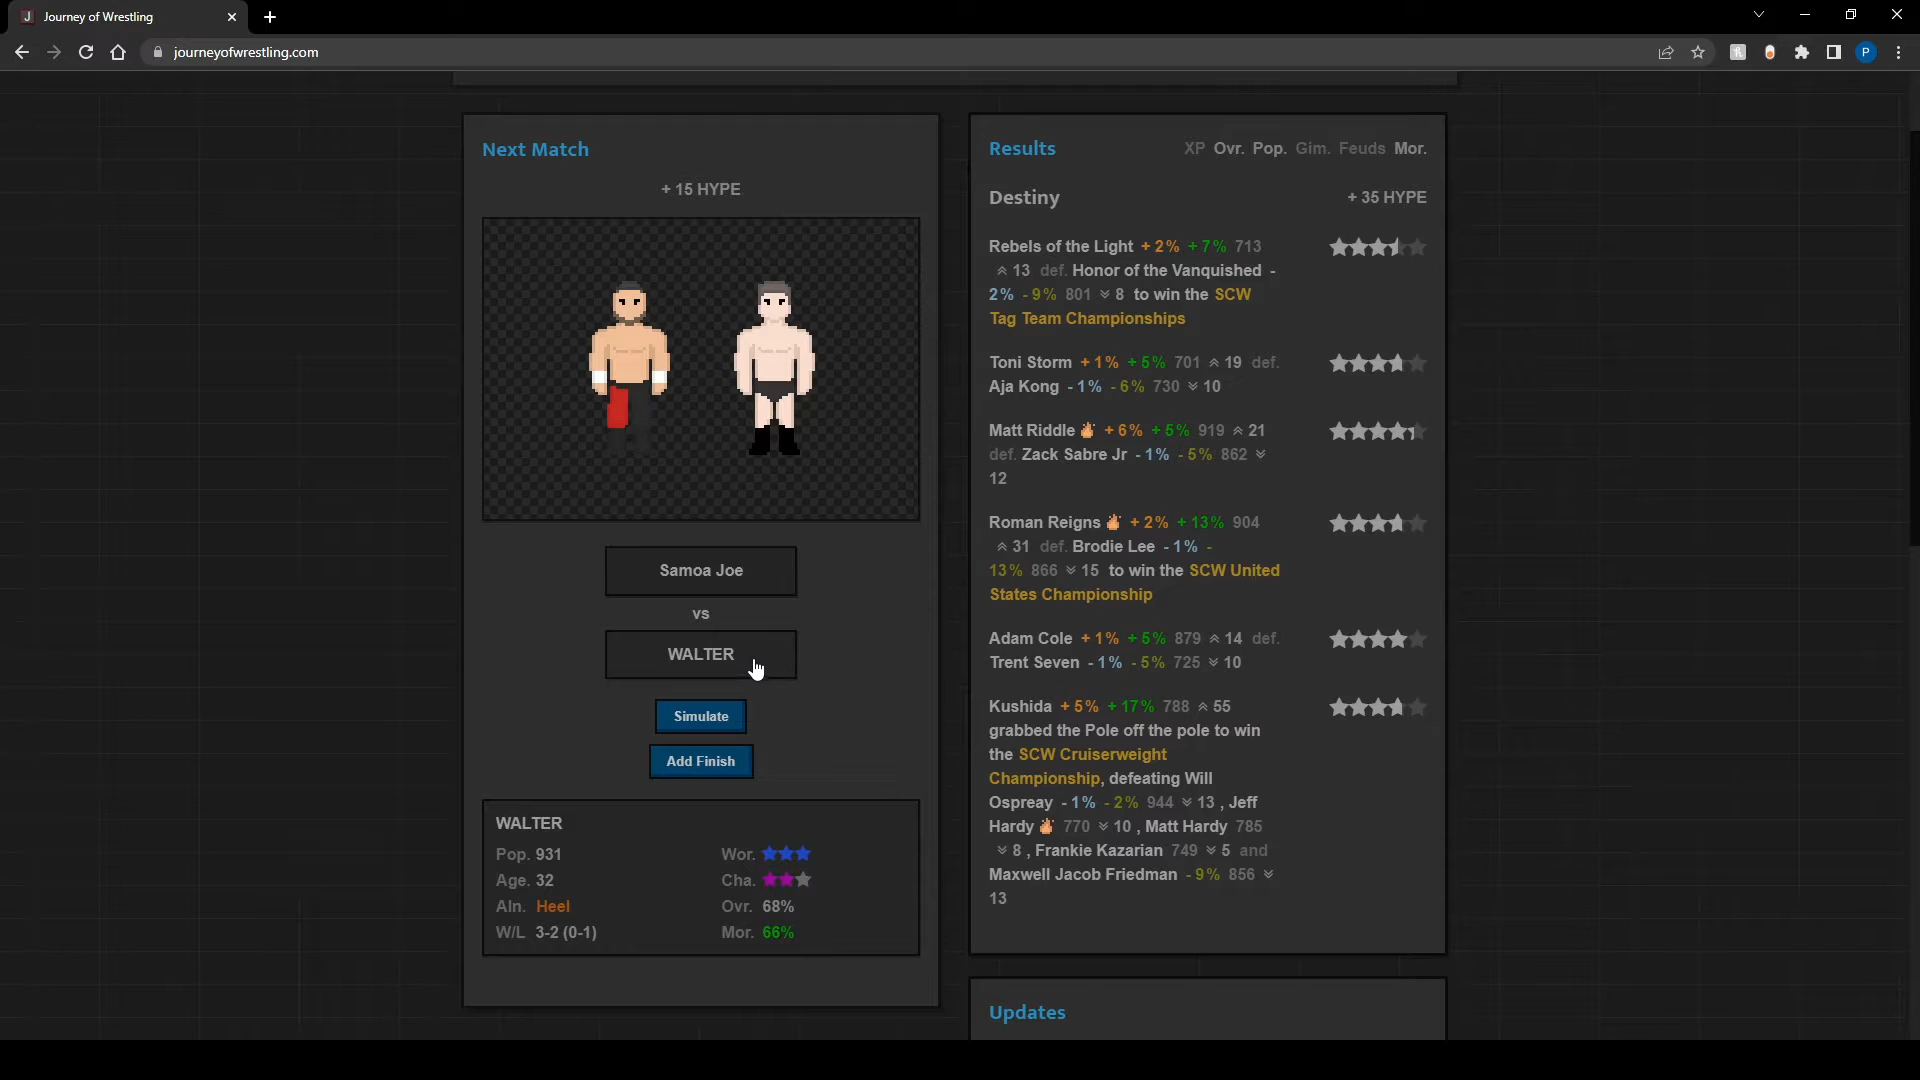 Journey of Wrestling
journeyofwrestling.com
P
Next Match
+ 15 HYPE
Samoa Joe
vs
WALTER
Simulate
Add Finish
WALTER
Pop. 931
Wor.
Age. 32
Cha.
Aln. Heel
Ovr. 68%
W/L 3-2 (0-1)
Mor. 66%
Results
XP Ovr. Pop. Gim. Feuds Mor.
Destiny
+ 35 HYPE
Rebels of the Light + 2% + 7% 713
13 def. Honor of the Vanquished -
2% - 9% 801 8 to win the SCW
Tag Team Championships
Toni Storm + 1% + 5% 701 19 def.
Aja Kong - 1% - 6% 730 10
Matt Riddle + 6% + 5% 919 21
def. Zack Sabre Jr - 1% - 5% 862
12
Roman Reigns + 2% + 13% 904
31 def. Brodie Lee - 1% -
13% 866 15 to win the SCW United
States Championship
Adam Cole + 1% + 5% 879 14 def.
Trent Seven - 1% - 5% 725 10
Kushida + 5% + 17% 788 55
grabbed the Pole off the pole to win
the SCW Cruiserweight
Championship, defeating Will
Ospreay - 1% - 2% 944 13 , Jeff
Hardy 770 10 , Matt Hardy 785
8 , Frankie Kazarian 749 5 and
Maxwell Jacob Friedman - 9% 856
13
Updates